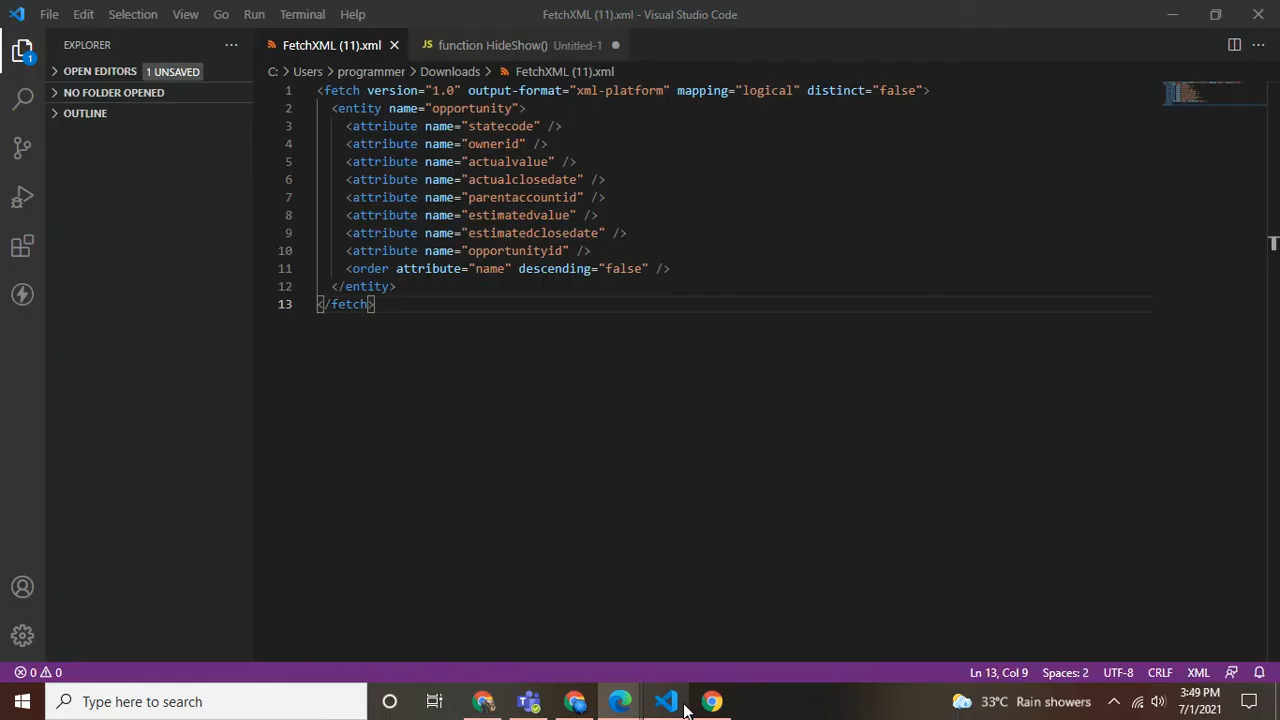 File Edit Selection View Go Run Terminal Help FetchXML (11).xml - Visual Studio Code
EXPLORER ··· FetchXML (11).xml JS function HideShow() Untitled-1
OPEN EDITORS 1 UNSAVED
NO FOLDER OPENED
OUTLINE
C: > Users > programmer > Downloads > FetchXML (11).xml
1 <fetch version="1.0" output-format="xml-platform" mapping="logical" distinct="false">
2 <entity name="opportunity">
3 <attribute name="statecode" />
4 <attribute name="ownerid" />
5 <attribute name="actualvalue" />
6 <attribute name="actualclosedate" />
7 <attribute name="parentaccountid" />
8 <attribute name="estimatedvalue" />
9 <attribute name="estimatedclosedate" />
10 <attribute name="opportunityid" />
11 <order attribute="name" descending="false" />
12 </entity>
13 </fetch>
1
0 0 Ln 13, Col 9 Spaces: 2 UTF-8 CRLF XML
Type here to search 33°C Rain showers 3:49 PM
7/1/2021